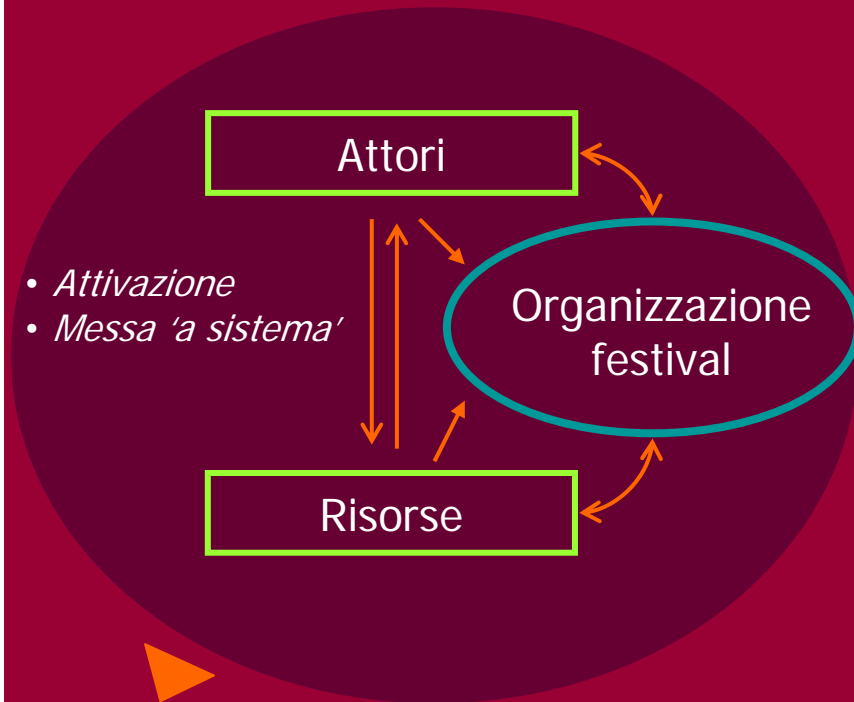 Attori
• Attivazione
• Messa ‘a sistema’
Organizzazione
festival
Risorse